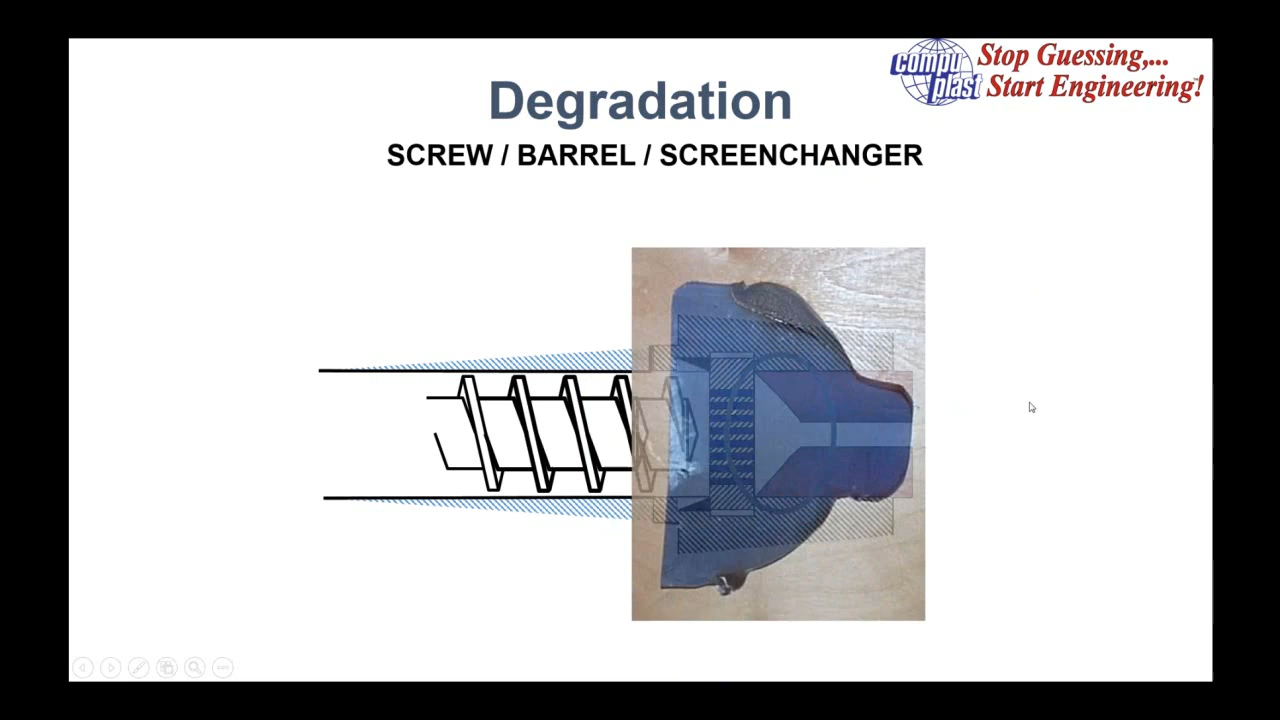 compu
plast
Stop Guessing,...
Start Engineering!
Degradation
SCREW / BARREL / SCREENCHANGER